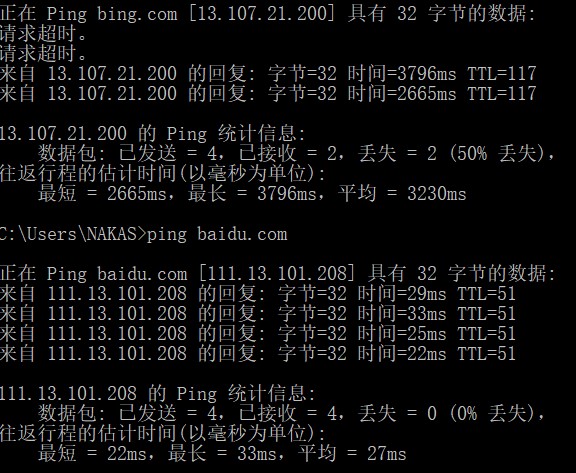 正在 Ping bing.com [13.107.21.200] 具有 32 字节的数据:
请求超时。
请求超时。
来自 13.107.21.200 的回复: 字节=32 时间=3796ms TTL=117
来自 13.107.21.200 的回复: 字节=32 时间=2665ms TTL=117
13.107.21.200 的 Ping 统计信息:
数据包: 已发送 = 4，已接收 = 2，丢失 = 2 (50% 丢失)，
往返行程的估计时间(以毫秒为单位):
最短 = 2665ms，最长 = 3796ms，平均 = 3230ms
C:\Users\NAKAS>ping baidu.com
正在 Ping baidu.com [111.13.101.208] 具有 32 字节的数据:
来自 111.13.101.208 的回复: 字节=32 时间=29ms TTL=51
来自 111.13.101.208 的回复: 字节=32 时间=33ms TTL=51
来自 111.13.101.208 的回复: 字节=32 时间=25ms TTL=51
来自 111.13.101.208 的回复: 字节=32 时间=22ms TTL=51
111.13.101.208 的 Ping 统计信息:
数据包: 已发送 = 4，已接收 = 4，丢失 = 0 (0% 丢失)，
往返行程的估计时间(以毫秒为单位):
最短 = 22ms，最长 = 33ms，平均 = 27ms